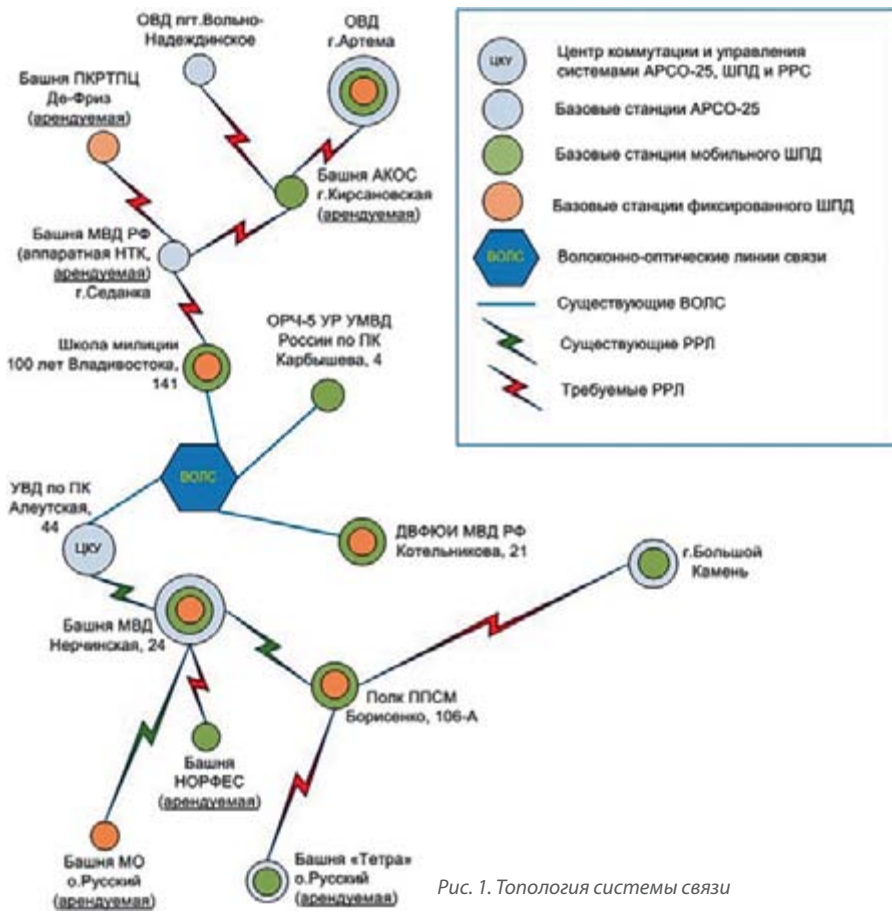 ОВД пгт.Вольно-
Надеждинское
ОВД
г.Артема
Башня ПКРТПЦ
Де-Фриз
(арендуемая)
Башня АКОС
г.Кирсановская
(арендуемая)
Башня МВД РФ
(аппаратная НТК,
арендуемая)
г.Седанка
Школа милиции
100 лет Владивостока,
141
ОРЧ-5 УР УМВД
России по ПК
Карбышева, 4
ВОЛС
УВД по ПК
Алеутская,
44
ЦКУ
ДВФЮИ МВД РФ
Котельникова, 21
г.Большой
Камень
Башня МВД
Нерчинская, 24
Полк ППСМ
Борисенко, 106-А
Башня
НОРФЕС
(арендуемая)
Башня МО
о.Русский
(арендуемая)
Башня «Тетра»
о.Русский
(арендуемая)
ЦКУ
Центр коммутации и управления
системами АРСО-25, ШПД и РРС
Базовые станции АРСО-25
Базовые станции мобильного ШПД
Базовые станции фиксированного ШПД
ВОЛС
Волоконно-оптические линии связи
Существующие ВОЛС
Существующие РРЛ
Требуемые РРЛ
Рис. 1. Топология системы связи